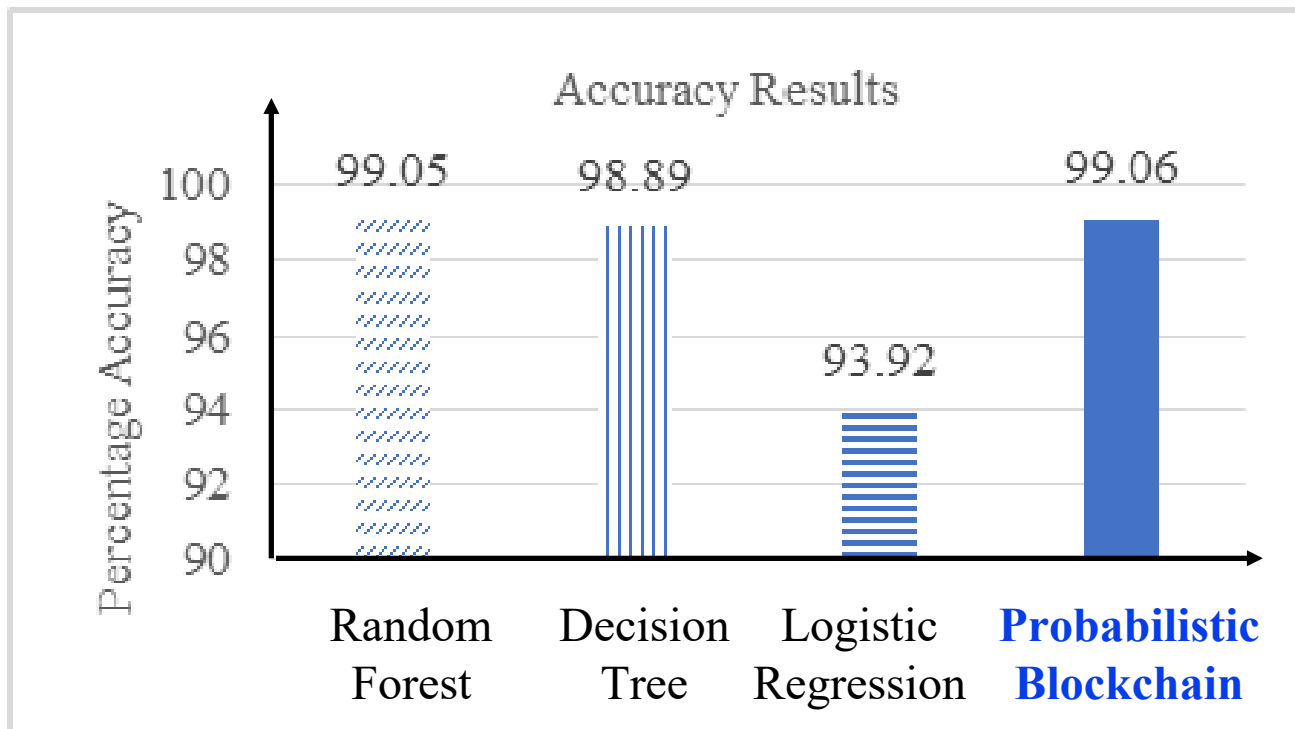 Accuracy Results
99.05
98.89
93.92
99.06
Percentage Accuracy
100
98
96
94
92
90
Random
Forest
Decision
Tree
Logistic
Regression
Probabilistic
Blockchain